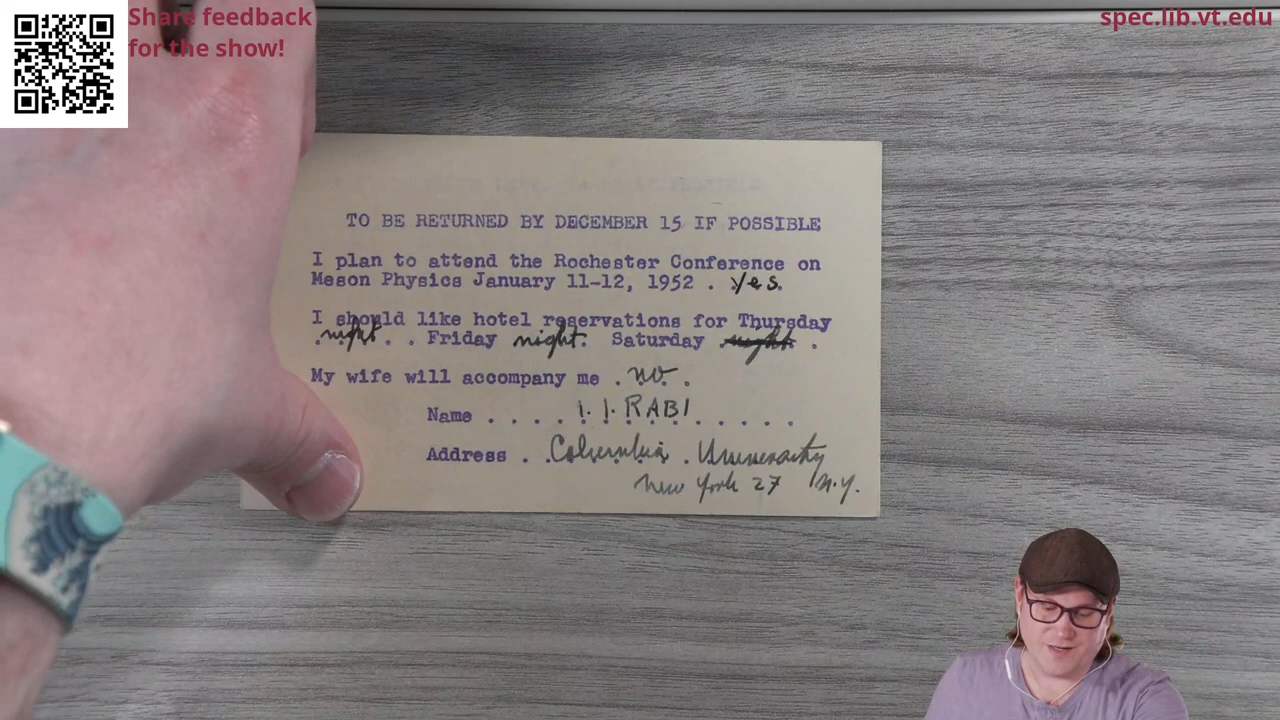 Share feedback
for the show!
spec.lib.vt.edu
TO BE RETURNED BY DECEMBER 15 IF POSSIBLE
I plan to attend the Rochester Conference on
Meson Physics January 11-12, 1952 . yes.
I should like hotel reservations for Thursday
night . . Friday night. Saturday night .
My wife will accompany me . no .
Name . . . . I. I. RABI . . . . .
Address . . Columbia . University
New York 27 N.Y.